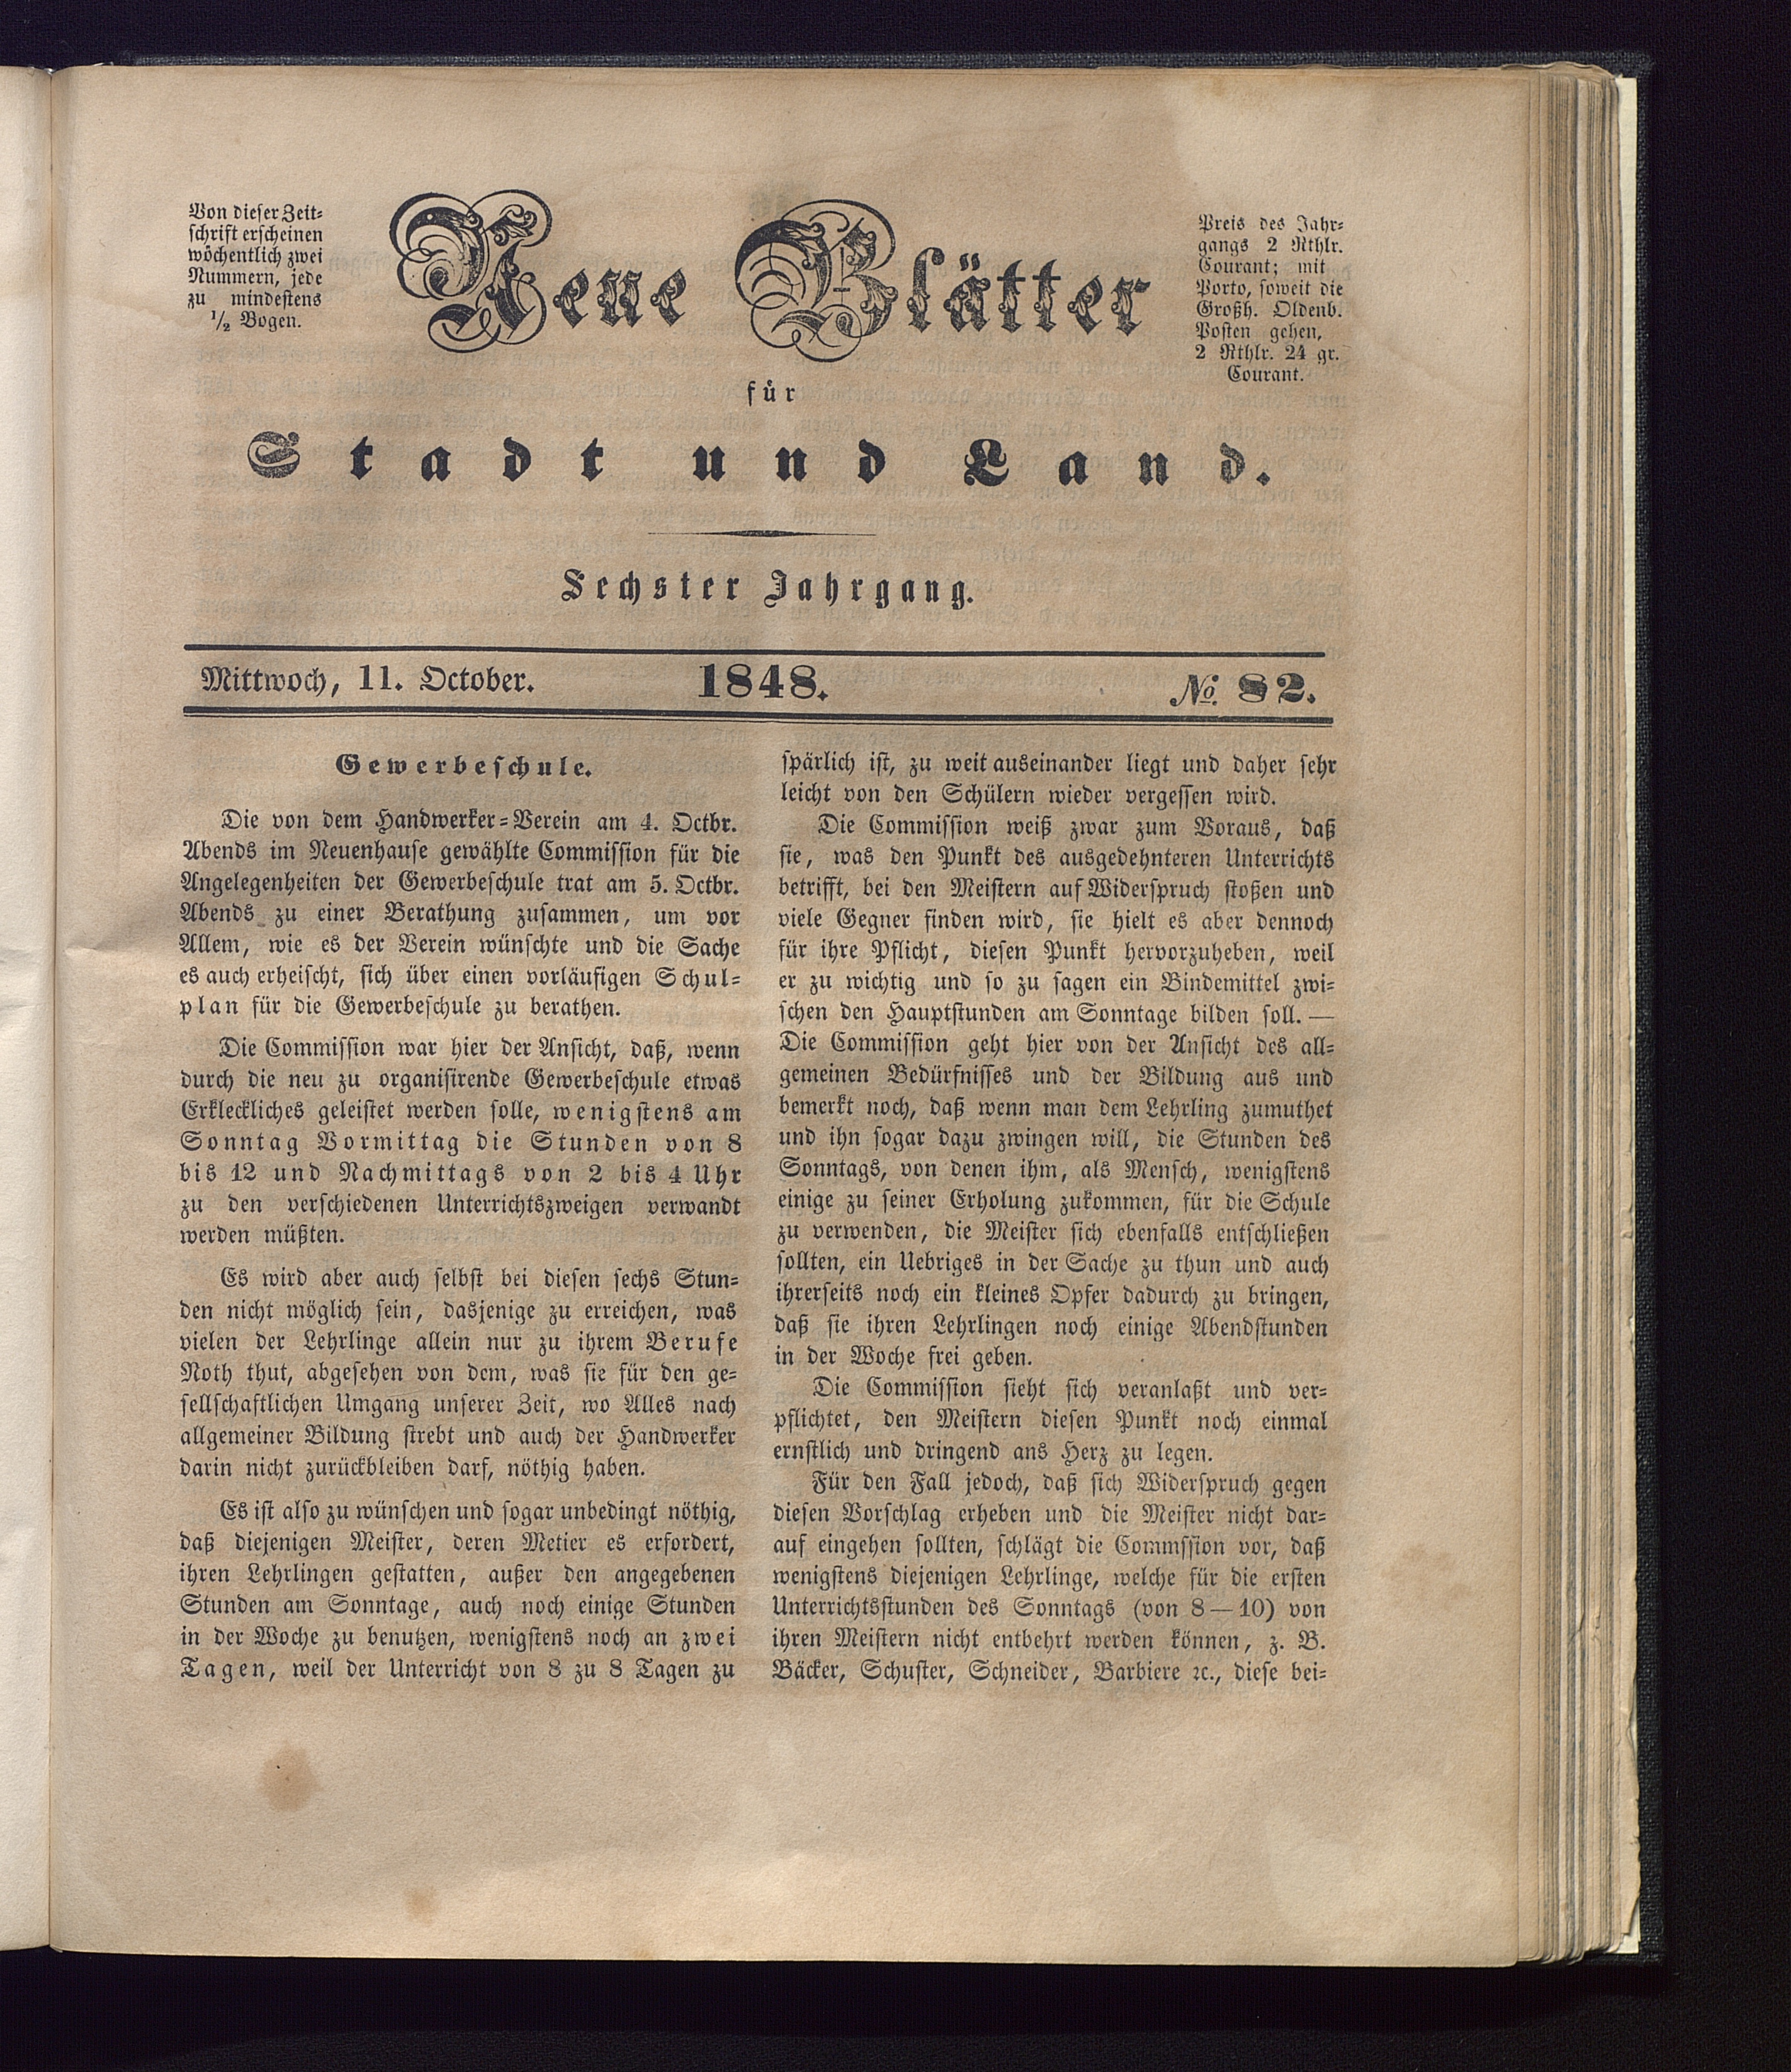 Von dieser Zeit-
schrift erscheinen
wöchentlich zwei
Nummern, jede
zu mindestens
1/2 Bogen.
Neue Blätter
Preis des Jahr-
gangs 2 Rthlr.
Courant; mit
Porto, soweit die
Großh. Oldenb.
Posten gehen,
2 Rthlr. 24 gr.
Courant.
für
Stadt und Land.
Sechster Jahrgang.
Mittwoch, 11. October. 1848. No. 82.
Gewerbeschule.
Die von dem Handwerker-Verein am 4. Octbr.
Abends im Neuenhause gewählte Commission für die
Angelegenheiten der Gewerbeschule trat am 5. Octbr.
Abends zu einer Berathung zusammen, um vor
Allem, wie es der Verein wünschte und die Sache
es auch erheischt, sich über einen vorläufigen Schul-
plan für die Gewerbeschule zu berathen.
Die Commission war hier der Ansicht, daß, wenn
durch die neu zu organisirende Gewerbeschule etwas
Erkleckliches geleistet werden solle, wenigstens am
Sonntag Vormittag die Stunden von 8
bis 12 und Nachmittags von 2 bis 4 Uhr
zu den verschiedenen Unterrichtszweigen verwandt
werden müßten.
Es wird aber auch selbst bei diesen sechs Stun-
den nicht möglich sein, dasjenige zu erreichen, was
vielen der Lehrlinge allein nur zu ihrem Berufe
Noth thut, abgesehen von dem, was sie für den ge-
sellschaftlichen Umgang unserer Zeit, wo Alles nach
allgemeiner Bildung strebt und auch der Handwerker
darin nicht zurückbleiben darf, nöthig haben.
Es ist also zu wünschen und sogar unbedingt nöthig,
daß diejenigen Meister, deren Metier es erfordert,
ihren Lehrlingen gestatten, außer den angegebenen
Stunden am Sonntage, auch noch einige Stunden
in der Woche zu benutzen, wenigstens noch an zwei
Tagen, weil der Unterricht von 8 zu 8 Tagen zu
spärlich ist, zu weit auseinander liegt und daher sehr
leicht von den Schülern wieder vergessen wird.
Die Commission weiß zwar zum Voraus, daß
sie, was den Punkt des ausgedehnteren Unterrichts
betrifft, bei den Meistern auf Widerspruch stoßen und
viele Gegner finden wird, sie hielt es aber dennoch
für ihre Pflicht, diesen Punkt hervorzuheben, weil
er zu wichtig und so zu sagen ein Bindemittel zwi-
schen den Hauptstunden am Sonntage bilden soll. —
Die Commission geht hier von der Ansicht des all-
gemeinen Bedürfnisses und der Bildung aus und
bemerkt noch, daß wenn man dem Lehrling zumuthet
und ihn sogar dazu zwingen will, die Stunden des
Sonntags, von denen ihm, als Mensch, wenigstens
einige zu seiner Erholung zukommen, für die Schule
zu verwenden, die Meister sich ebenfalls entschließen
sollten, ein Uebriges in der Sache zu thun und auch
ihrerseits noch ein kleines Opfer dadurch zu bringen,
daß sie ihren Lehrlingen noch einige Abendstunden
in der Woche frei geben.
Die Commission sieht sich veranlaßt und ver-
pflichtet, den Meistern diesen Punkt noch einmal
ernstlich und dringend ans Herz zu legen.
Für den Fall jedoch, daß sich Widerspruch gegen
diesen Vorschlag erheben und die Meister nicht dar-
auf eingehen sollten, schlägt die Commssion vor, daß
wenigstens diejenigen Lehrlinge, welche für die ersten
Unterrichtsstunden des Sonntags (von 8—10) von
ihren Meistern nicht entbehrt werden können, z. B.
Bäcker, Schuster, Schneider, Barbiere ꝛc., diese bei-